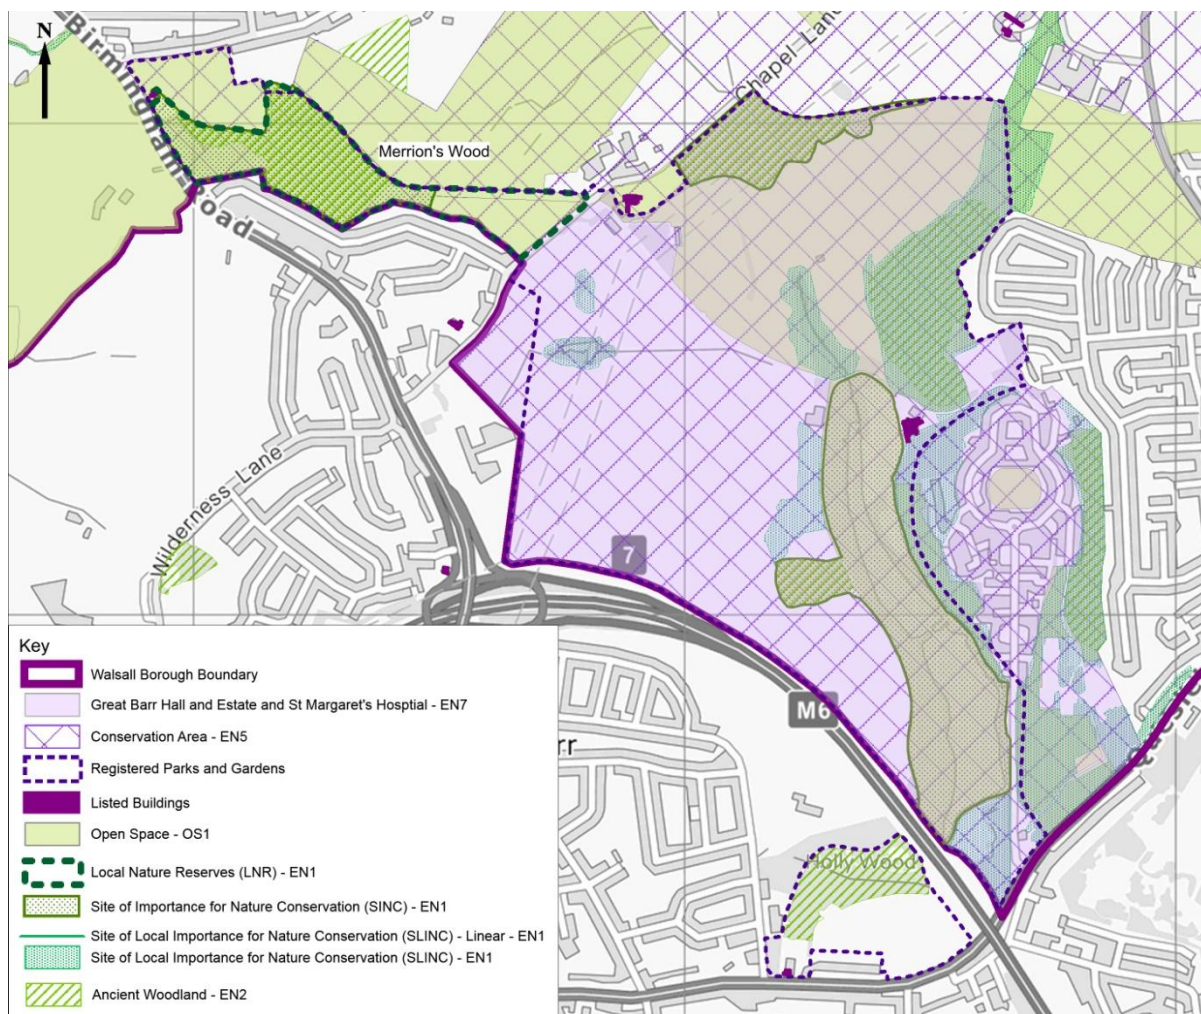 N
Birmingham Road
Chapel Lane
Merrion's Wood
Wilderness Lane
7
M6
rr
Holly Wood
Key
Walsall Borough Boundary
Great Barr Hall and Estate and St Margaret's Hosptial - EN7
Conservation Area - EN5
Registered Parks and Gardens
Listed Buildings
Open Space - OS1
Local Nature Reserves (LNR) - EN1
Site of Importance for Nature Conservation (SINC) - EN1
Site of Local Importance for Nature Conservation (SLINC) - Linear - EN1
Site of Local Importance for Nature Conservation (SLINC) - EN1
Ancient Woodland - EN2